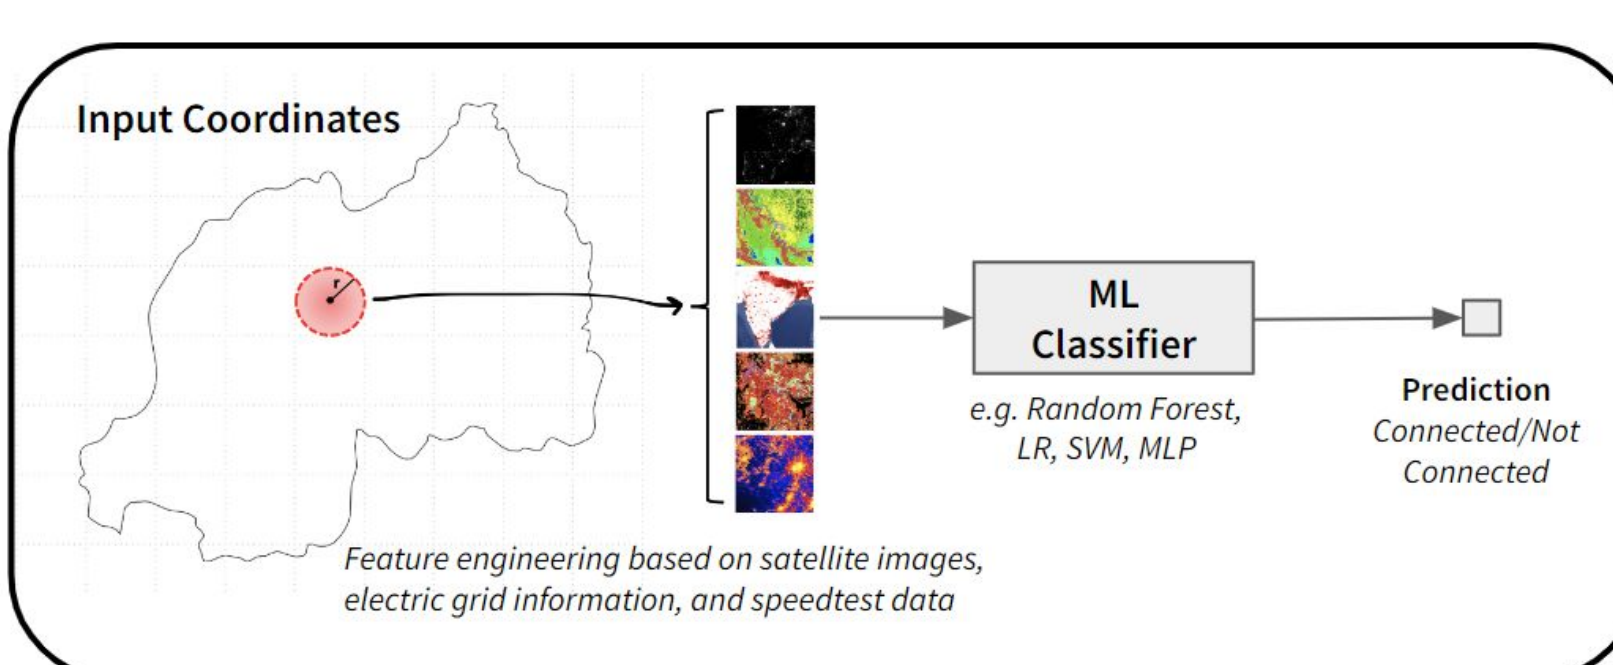 Input Coordinates
r
ML
Classifier
e.g. Random Forest,
LR, SVM, MLP
Prediction
Connected/Not
Connected
Feature engineering based on satellite images,
electric grid information, and speedtest data